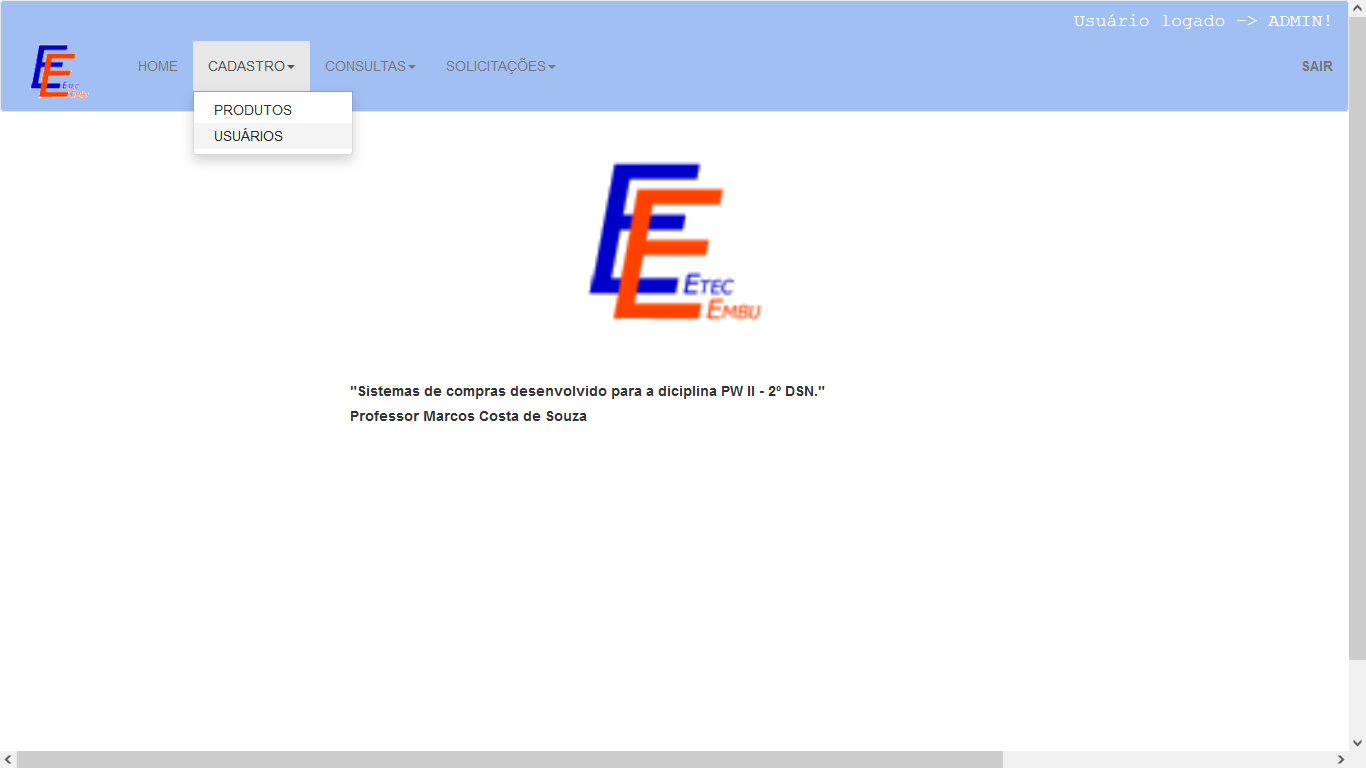 Usuário logado -> ADMIN!
ETEC
EMBU
HOME CADASTRO CONSULTAS SOLICITAÇÕES SAIR
PRODUTOS
USUÁRIOS
ETEC
EMBU
"Sistemas de compras desenvolvido para a diciplina PW II - 2º DSN."
Professor Marcos Costa de Souza